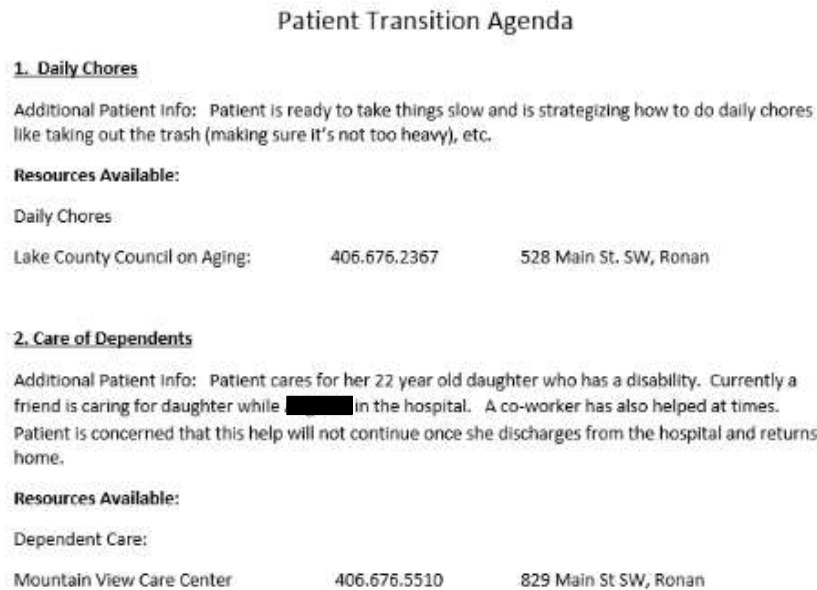 Patient Transition Agenda
1. Daily Chores
Additional Patient Info: Patient is ready to take things slow and is strategizing how to do daily chores
like taking out the trash (making sure it's not too heavy), etc.
Resources Available:
Daily Chores
Lake County Council on Aging: 406.676.2367 528 Main St. SW, Ronan
2. Care of Dependents
Additional Patient Info: Patient cares for her 22 year old daughter who has a disability. Currently a
friend is caring for daughter while in the hospital. A co-worker has also helped at times.
Patient is concerned that this help will not continue once she discharges from the hospital and returns
home.
Resources Available:
Dependent Care:
Mountain View Care Center 406.676.5510 829 Main St SW, Ronan